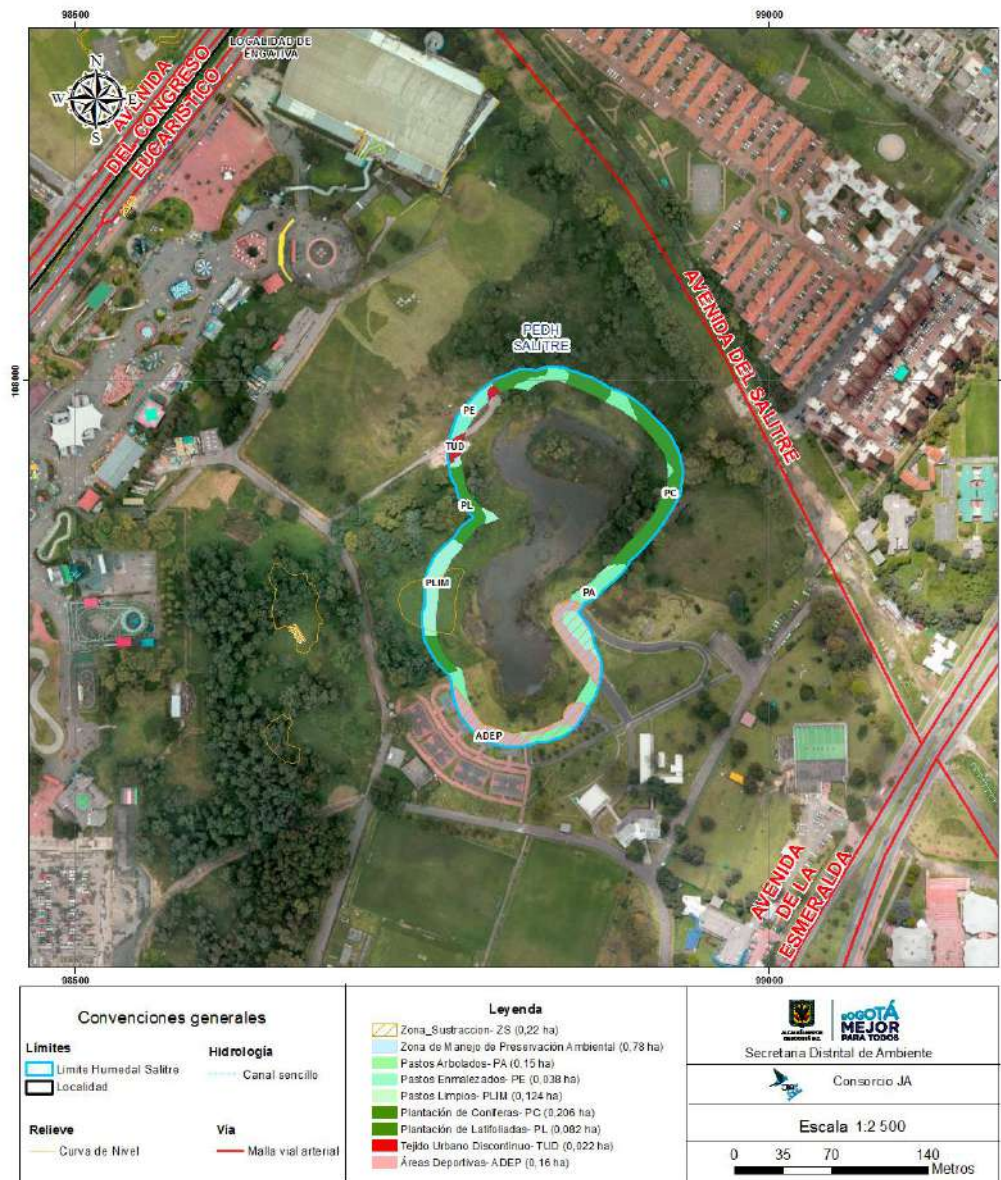 98500
99000
LOCALIDAD DE
ENGATIVA
N
W
E
S
AVENIDA
DEL CONGRESO
EUCARISTICO
AVENIDA DEL SALITRE
PEDH
SALITRE
108000
PE
TUD
PL
PC
PLIM
PA
ADEP
AVENIDA
DE LA
ESMERALDA
98500
99000
Convenciones generales
Límites
Limite Humedal Salitre
Localidad
Hidrología
Canal sencillo
Relieve
Curva de Nivel
Vía
Malla vial arterial
Leyenda
Zona_Sustraccion- ZS (0,22 ha)
Zona de Manejo de Preservación Ambiental (0,78 ha)
Pastos Arbolados- PA (0,15 ha)
Pastos Enmalezados- PE (0,038 ha)
Pastos Limpios- PLIM (0,124 ha)
Plantación de Coniferas- PC (0,206 ha)
Plantación de Latifoliadas- PL (0,082 ha)
Tejido Urbano Discontinuo- TUD (0,022 ha)
Áreas Deportivas- ADEP (0,16 ha)
BOGOTÁ
MEJOR
PARA TODOS
Secretaria Distrital de Ambiente
Consorcio JA
Escala 1:2 500
0 35 70 140
Metros